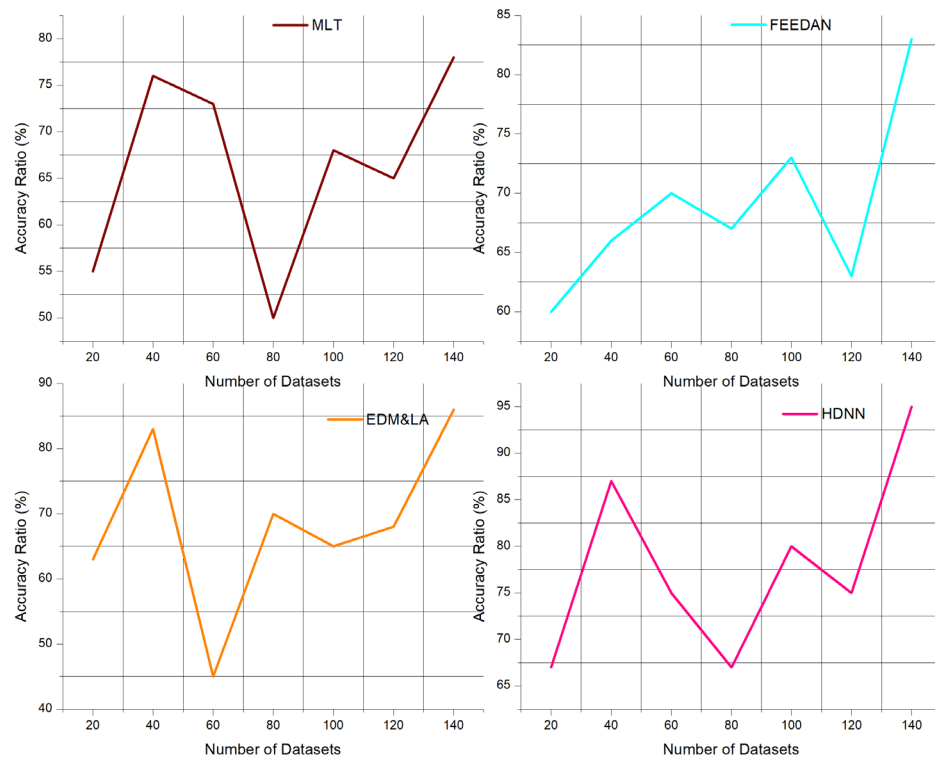 MLT
Accuracy Ratio (%)
80
75
70
65
60
55
50
20 40 60 80 100 120 140
Number of Datasets
FEEDAN
Accuracy Ratio (%)
85
80
75
70
65
60
20 40 60 80 100 120 140
Number of Datasets
EDM&LA
Accuracy Ratio (%)
90
80
70
60
50
40
20 40 60 80 100 120 140
Number of Datasets
HDNN
Accuracy Ratio (%)
95
90
85
80
75
70
65
20 40 60 80 100 120 140
Number of Datasets